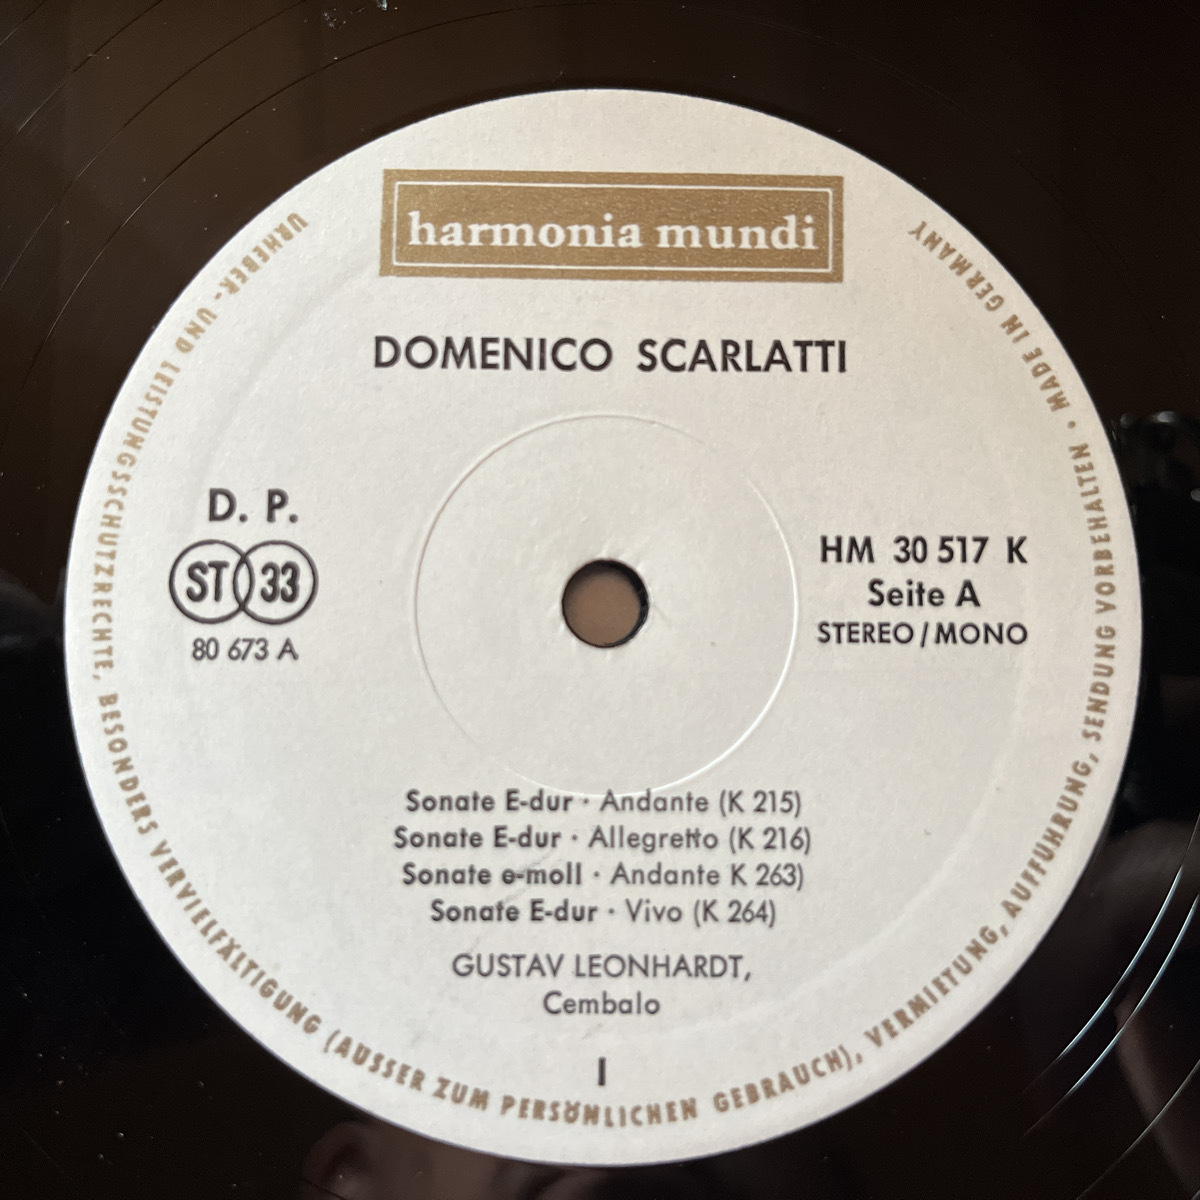 harmonia mundi
DOMENICO SCARLATTI
D. P.
ST 33
80 673 A
HM 30 517 K
Seite A
STEREO/MONO
Sonate E-dur · Andante (K 215)
Sonate E-dur · Allegretto (K 216)
Sonate e-moll · Andante K 263)
Sonate E-dur · Vivo (K 264)
GUSTAV LEONHARDT,
Cembalo
I
URHEBER- UND LEISTUNGSSCHUTZRECHTE, BESONDERS VERVIELFÄLTIGUNG (AUSSER ZUM PERSÖNLICHEN GEBRAUCH), VERMIETUNG, AUFFÜHRUNG, SENDUNG VORBEHALTEN · MADE IN GERMANY